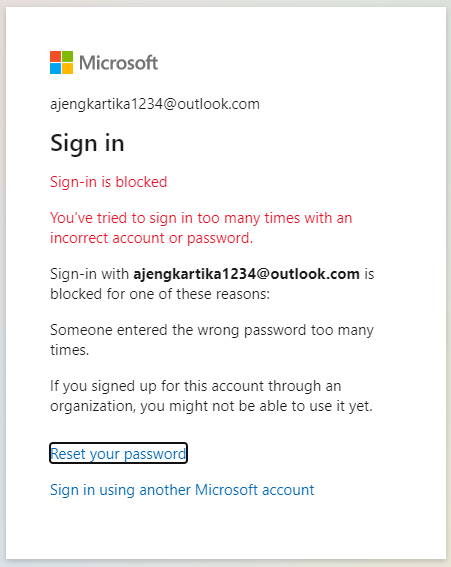 Microsoft
ajengkartika1234@outlook.com
Sign in
Sign-in is blocked
You've tried to sign in too many times with an
incorrect account or password.
Sign-in with ajengkartika1234@outlook.com is
blocked for one of these reasons:
Someone entered the wrong password too many
times.
If you signed up for this account through an
organization, you might not be able to use it yet.
Reset your password
Sign in using another Microsoft account